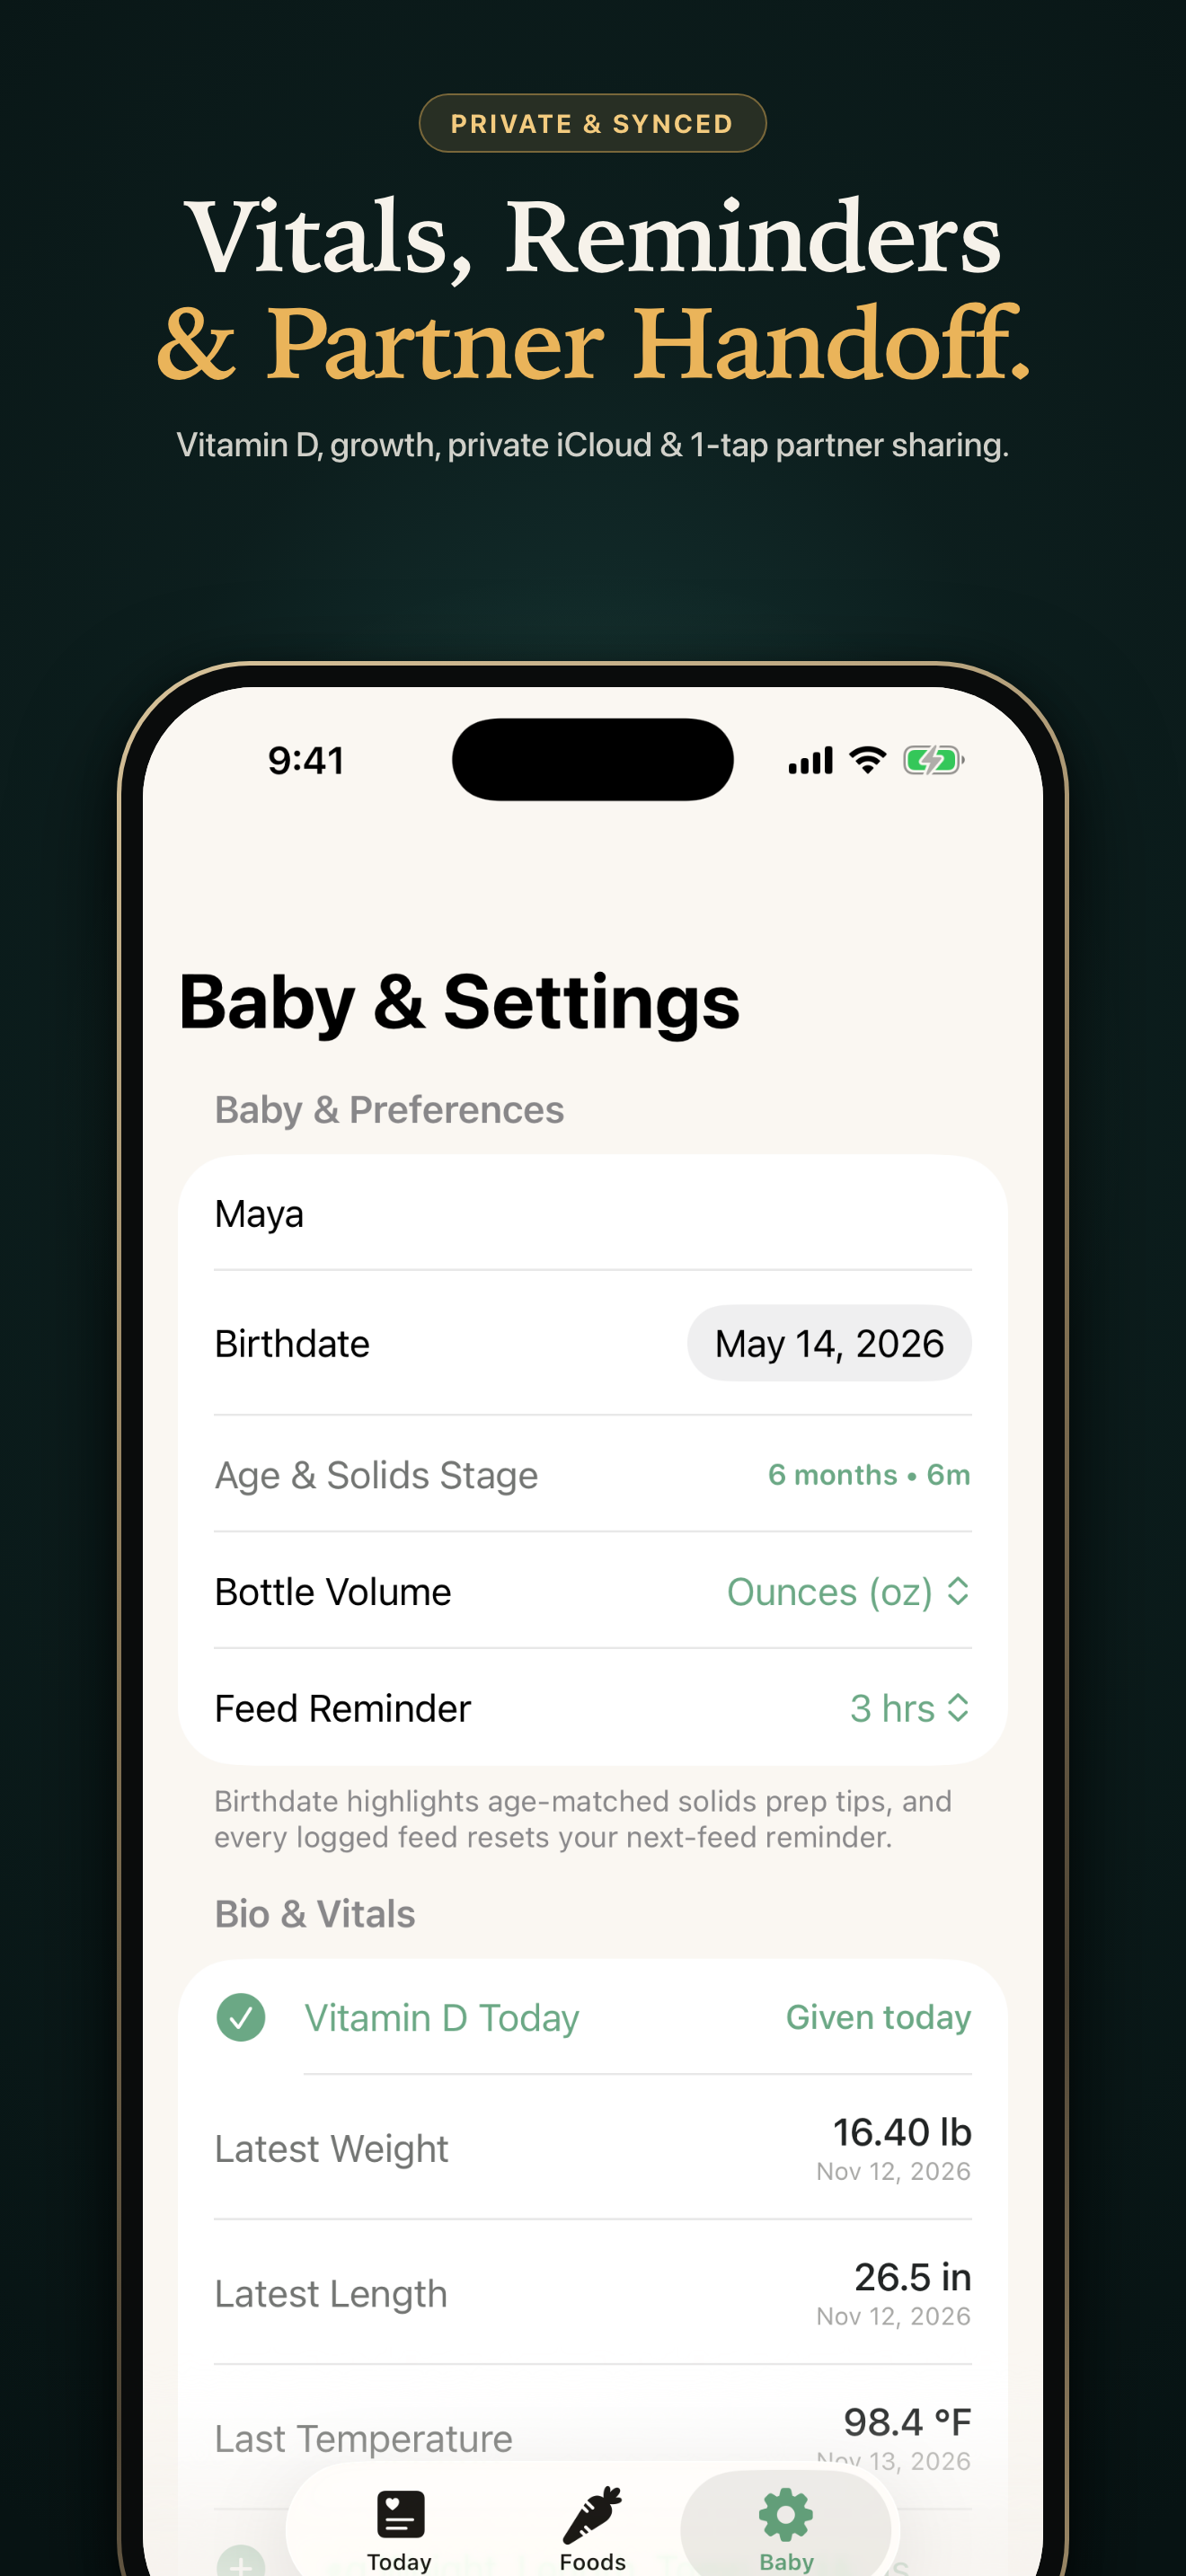 PRIVATE & SYNCED
Vitals, Reminders
& Partner Handoff.
Vitamin D, growth, private iCloud & 1-tap partner sharing.
9:41
Baby & Settings
Baby & Preferences
Maya
Birthdate May 14, 2026
Age & Solids Stage 6 months • 6m
Bottle Volume Ounces (oz)
Feed Reminder 3 hrs
Birthdate highlights age-matched solids prep tips, and
every logged feed resets your next-feed reminder.
Bio & Vitals
Vitamin D Today Given today
Latest Weight 16.40 lb
Nov 12, 2026
Latest Length 26.5 in
Nov 12, 2026
Last Temperature 98.4 °F
Nov 13, 2026
Today Foods Baby